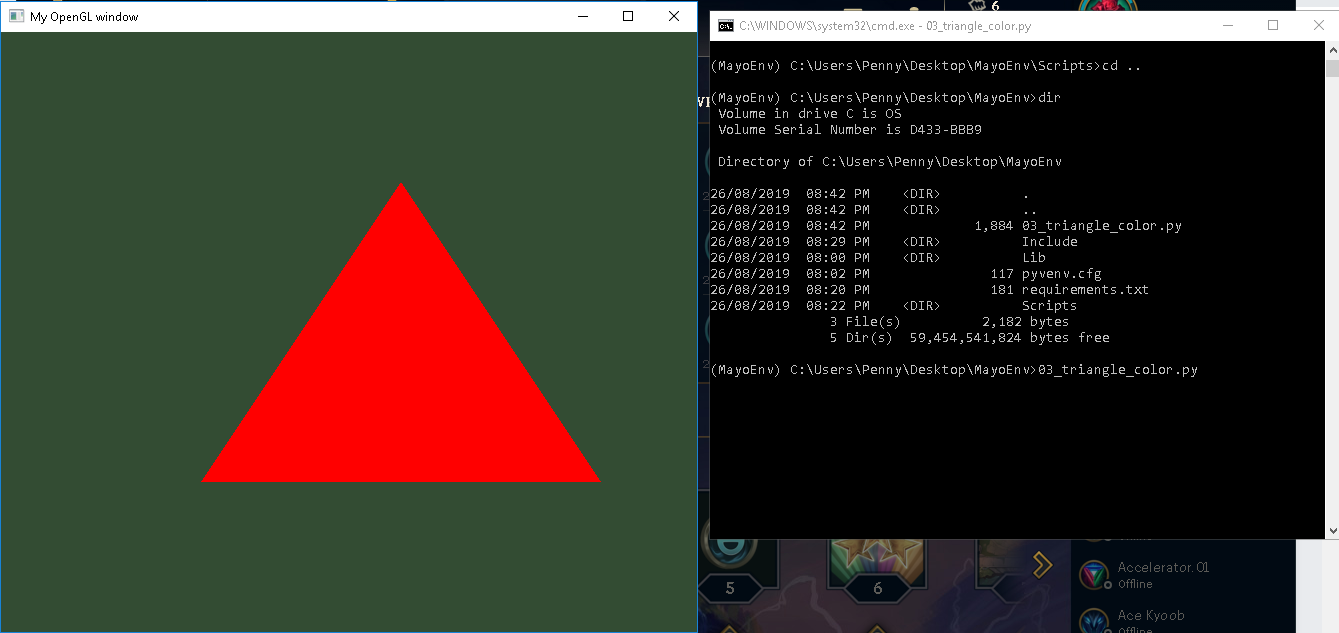 My OpenGL window
6
C:\WINDOWS\system32\cmd.exe - 03_triangle_color.py
(MayoEnv) C:\Users\Penny\Desktop\MayoEnv\Scripts>cd ..
(MayoEnv) C:\Users\Penny\Desktop\MayoEnv>dir
Volume in drive C is OS
Volume Serial Number is D433-BBB9
Directory of C:\Users\Penny\Desktop\MayoEnv
26/08/2019 08:42 PM <DIR> .
26/08/2019 08:42 PM <DIR> ..
26/08/2019 08:42 PM 1,884 03_triangle_color.py
26/08/2019 08:29 PM <DIR> Include
26/08/2019 08:00 PM <DIR> Lib
26/08/2019 08:02 PM 117 pyvenv.cfg
26/08/2019 08:20 PM 181 requirements.txt
26/08/2019 08:22 PM <DIR> Scripts
3 File(s) 2,182 bytes
5 Dir(s) 59,454,541,824 bytes free
(MayoEnv) C:\Users\Penny\Desktop\MayoEnv>03_triangle_color.py
5
6
Accelerator.01
Offline
Ace Kyoob
Offline